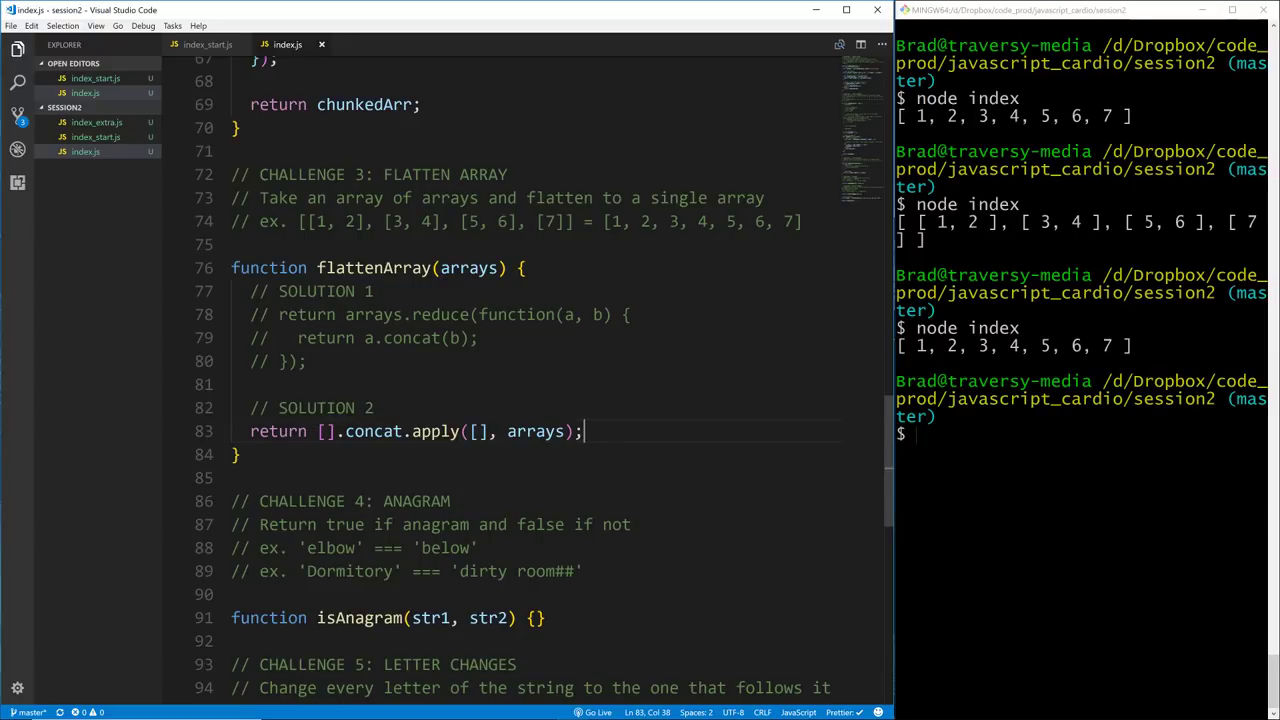 index.js - session2 - Visual Studio Code
File Edit Selection View Go Debug Tasks Help
EXPLORER
OPEN EDITORS
index_start.js U
index.js U
SESSION2
index_extra.js U
index_start.js U
index.js U
3
index_start.js index.js
67 });
68
69 return chunkedArr;
70 }
71
72 // CHALLENGE 3: FLATTEN ARRAY
73 // Take an array of arrays and flatten to a single array
74 // ex. [[1, 2], [3, 4], [5, 6], [7]] = [1, 2, 3, 4, 5, 6, 7]
75
76 function flattenArray(arrays) {
77 // SOLUTION 1
78 // return arrays.reduce(function(a, b) {
79 //   return a.concat(b);
80 // });
81
82 // SOLUTION 2
83 return [].concat.apply([], arrays);
84 }
85
86 // CHALLENGE 4: ANAGRAM
87 // Return true if anagram and false if not
88 // ex. 'elbow' === 'below'
89 // ex. 'Dormitory' === 'dirty room##'
90
91 function isAnagram(str1, str2) {}
92
93 // CHALLENGE 5: LETTER CHANGES
94 // Change every letter of the string to the one that follows it
master* 0 0 Go Live Ln 83, Col 38 Spaces: 2 UTF-8 CRLF JavaScript Prettier: ✓
MINGW64:/d/Dropbox/code_prod/javascript_cardio/session2
Brad@traversy-media /d/Dropbox/code_
prod/javascript_cardio/session2 (mas
ter)
$ node index
[ 1, 2, 3, 4, 5, 6, 7 ]
Brad@traversy-media /d/Dropbox/code_
prod/javascript_cardio/session2 (mas
ter)
$ node index
[ [ 1, 2 ], [ 3, 4 ], [ 5, 6 ], [ 7
] ]
Brad@traversy-media /d/Dropbox/code_
prod/javascript_cardio/session2 (mas
ter)
$ node index
[ 1, 2, 3, 4, 5, 6, 7 ]
Brad@traversy-media /d/Dropbox/code_
prod/javascript_cardio/session2 (mas
ter)
$